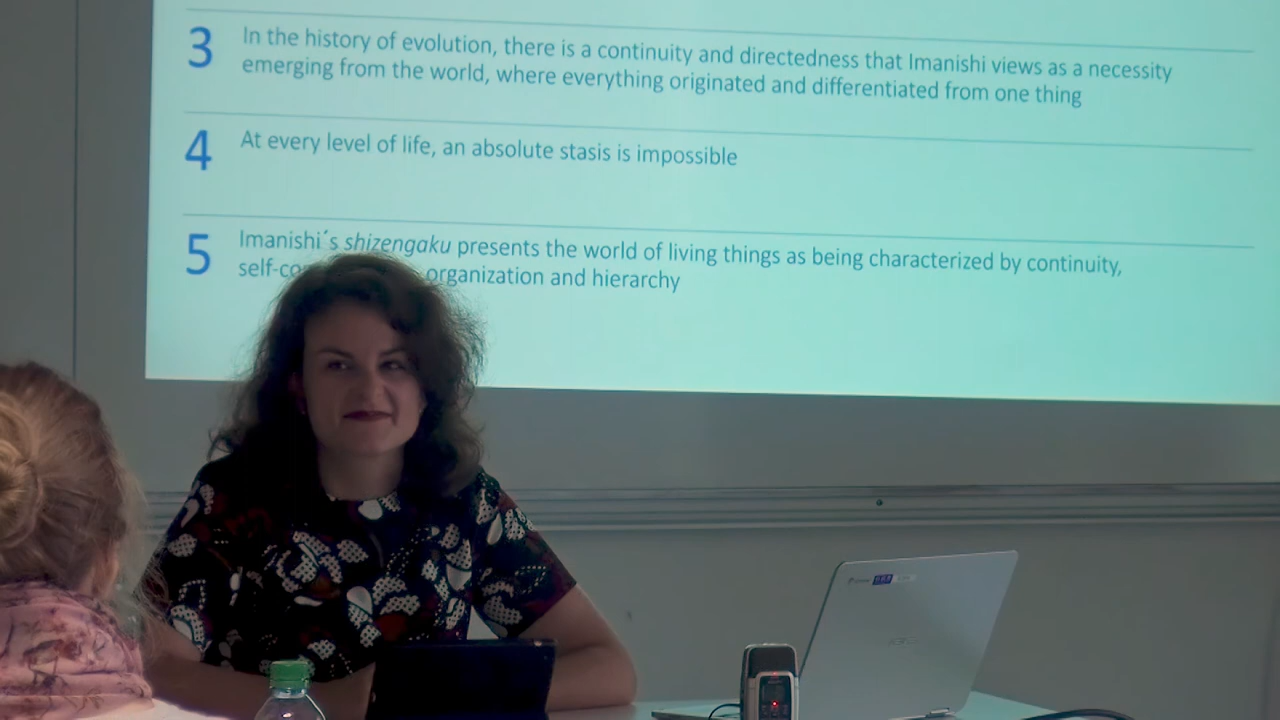 3
In the history of evolution, there is a continuity and directedness that Imanishi views as a necessity
emerging from the world, where everything originated and differentiated from one thing
4
At every level of life, an absolute stasis is impossible
5
Imanishi´s shizengaku presents the world of living things as being characterized by continuity,
organization and hierarchy